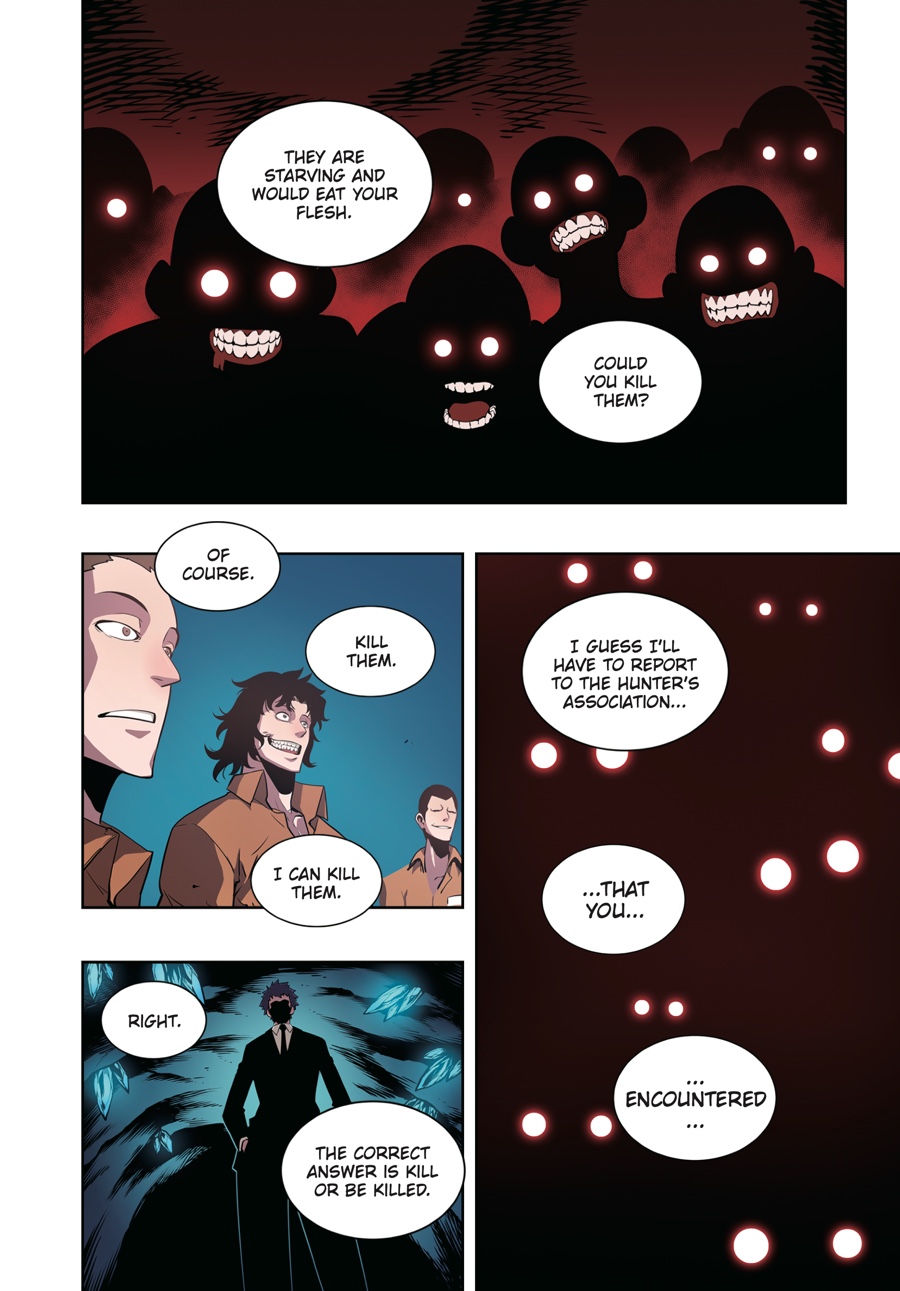 THEY ARE
STARVING AND
WOULD EAT YOUR
FLESH.
COULD
YOU KILL
THEM?
OF
COURSE.
KILL
THEM.
I CAN KILL
THEM.
RIGHT.
THE CORRECT
ANSWER IS KILL
OR BE KILLED.
I GUESS I'LL
HAVE TO REPORT
TO THE HUNTER'S
ASSOCIATION...
...THAT
YOU...
...
ENCOUNTERED
...